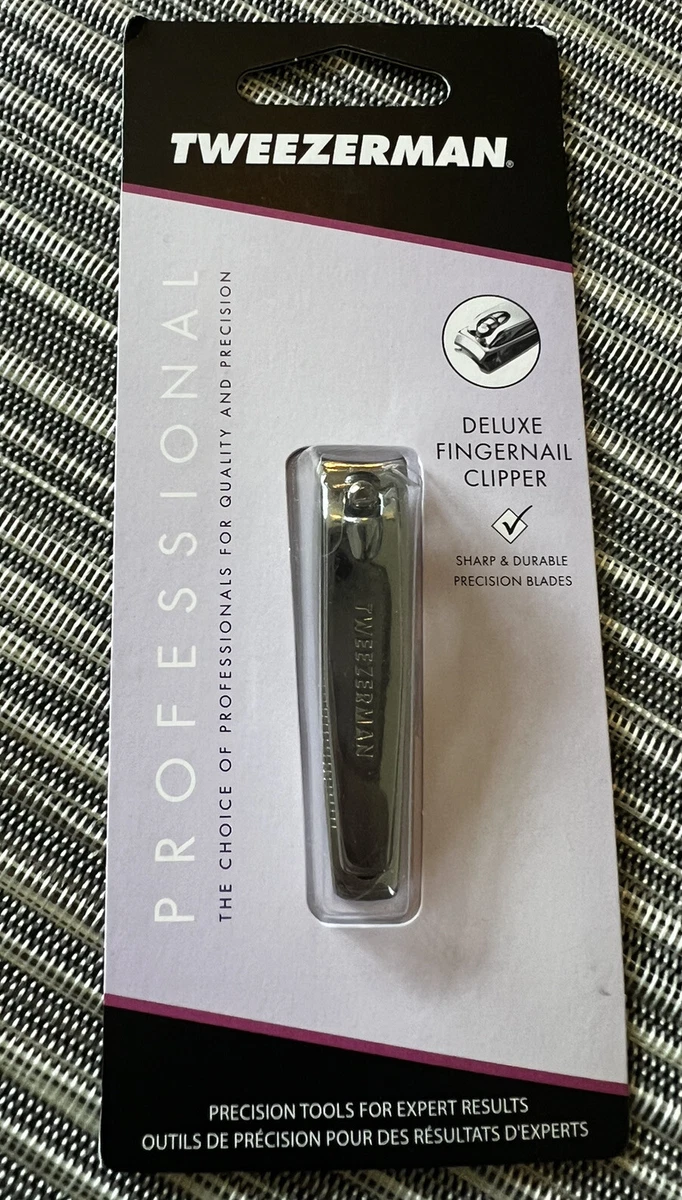 TWEEZERMAN®
PROFESSIONAL
THE CHOICE OF PROFESSIONALS FOR QUALITY AND PRECISION
DELUXE
FINGERNAIL
CLIPPER
SHARP & DURABLE
PRECISION BLADES
TWEEZERMAN
PRECISION TOOLS FOR EXPERT RESULTS
OUTILS DE PRÉCISION POUR DES RÉSULTATS D'EXPERTS